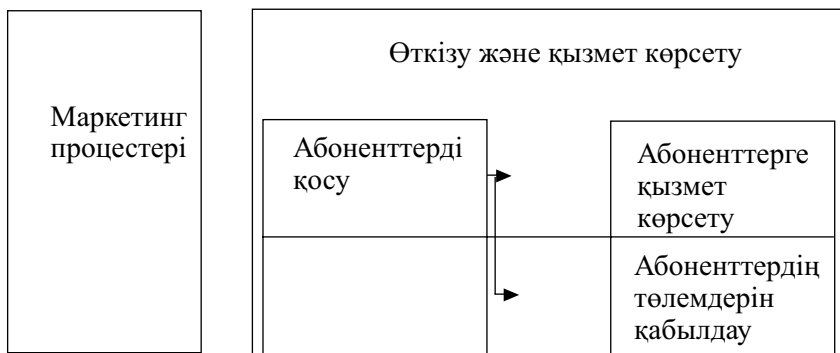 Өткізу және қызмет көрсету
Маркетинг
процестері
Абоненттерді
қосу
Абоненттерге
қызмет
көрсету
Абоненттердің
төлемдерін
қабылдау